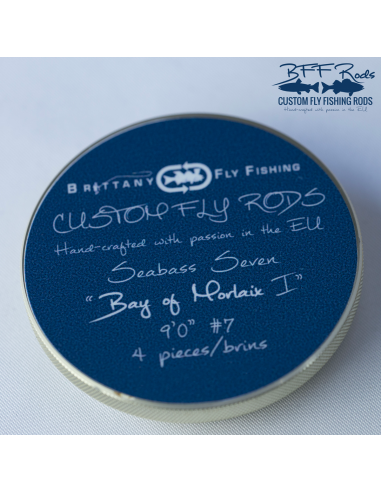 BFF Rods
CUSTOM FLY FISHING RODS
Hand-crafted with passion in the EU
BRITTANY FLY FISHING
CUSTOM FLY RODS
Hand-crafted with passion in the EU
Seabass Seven
"Bay of Morlaix I"
9'0" #7
4 pieces/brins